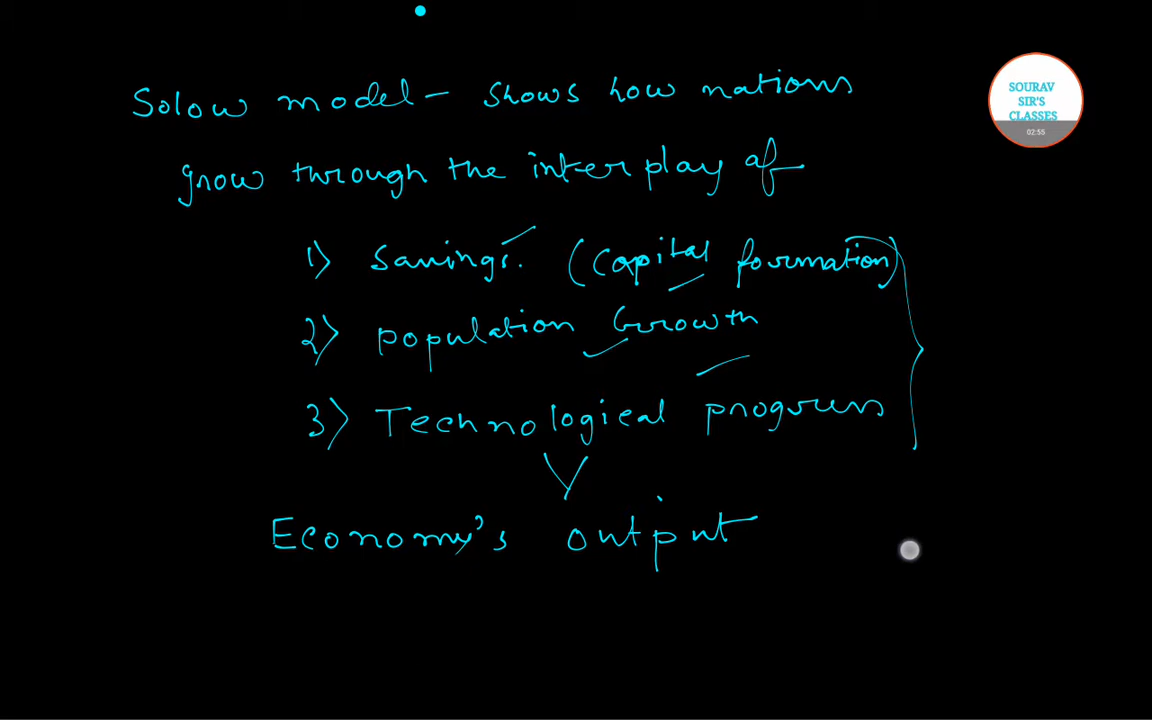 Solow model - shows how nations
grow through the interplay of
1) Savings. (Capital formation)
2) population Growth
3) Technological progress
Economy's output
SOURAV
SIR'S
CLASSES
02:55